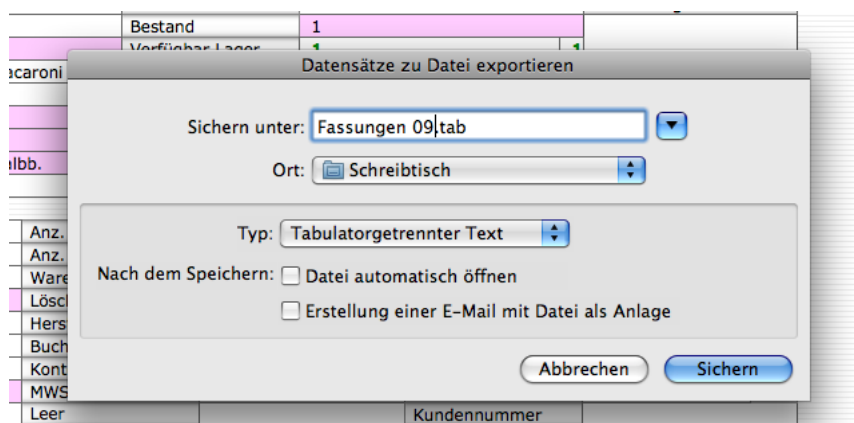 Bestand 1
Verfügbar Lager 1 1
acaroni
Datensätze zu Datei exportieren
Sichern unter: Fassungen 09.tab
Ort: Schreibtisch
albb.
Anz. Typ: Tabulatorgetrennter Text
Anz.
Ware Nach dem Speichern: Datei automatisch öffnen
Lösch
Erstellung einer E-Mail mit Datei als Anlage
Hers
Buch
Kont Abbrechen Sichern
MWS
Leer Kundennummer